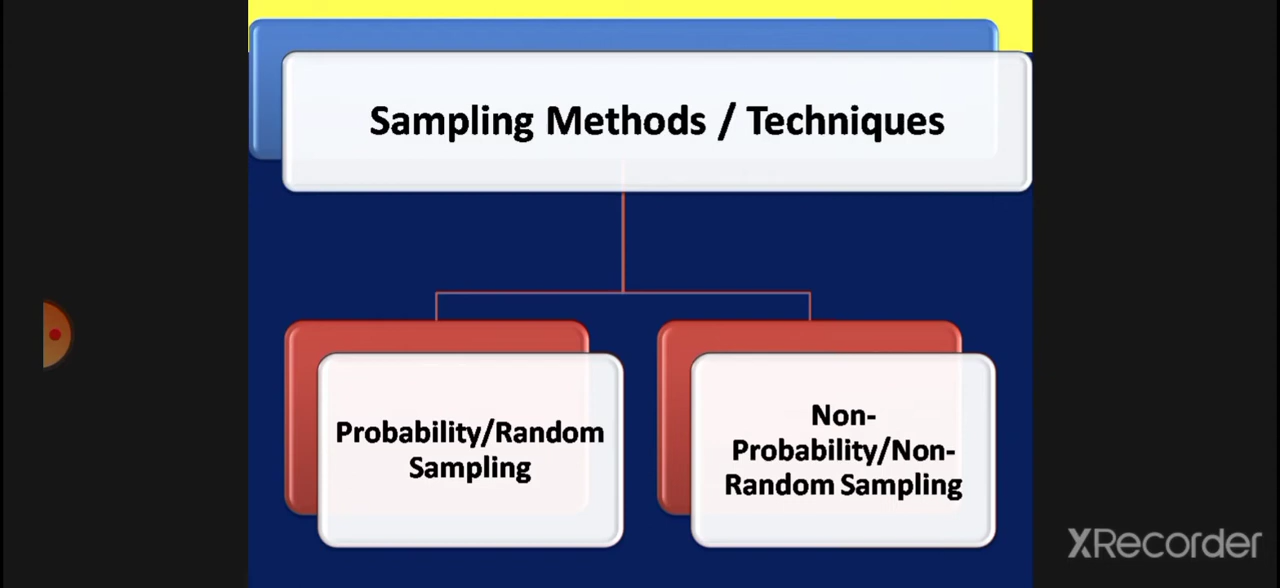 Sampling Methods / Techniques
Probability/Random
Sampling
Non-
Probability/Non-
Random Sampling
XRecorder